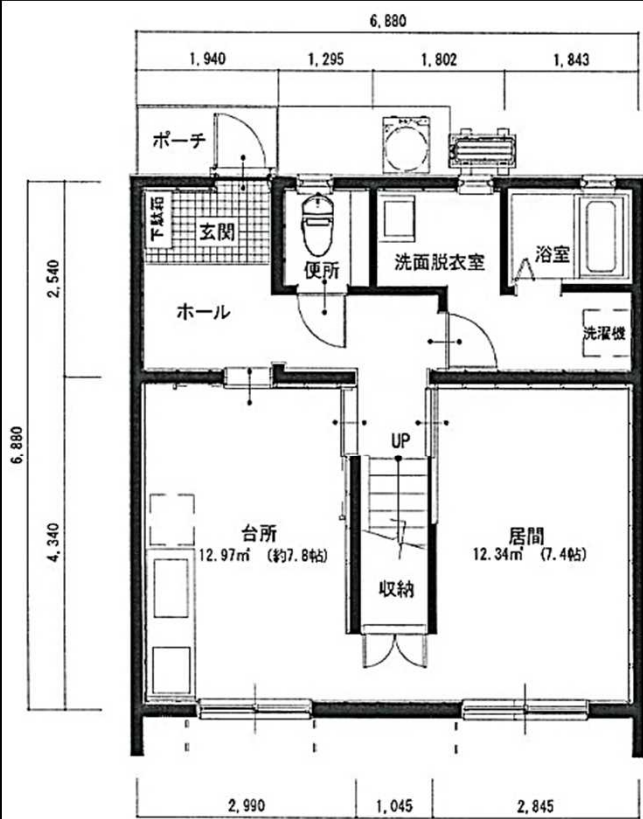 6,880
1,940
1,295
1,802
1,843
ポーチ
下駄箱
玄関
便所
洗面脱衣室
浴室
2,540
ホール
洗濯機
UP
6,880
4,340
台所
12.97㎡ (約7.8帖)
居間
12.34㎡ (7.4帖)
収納
2,990
1,045
2,845